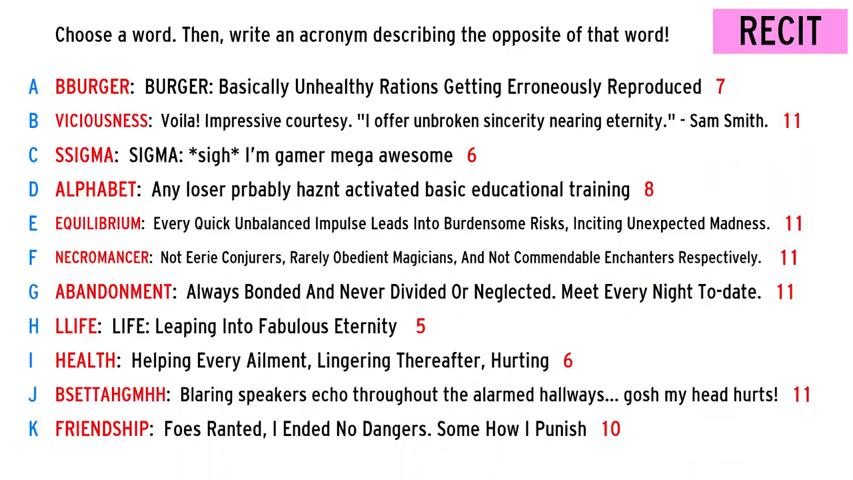 Choose a word. Then, write an acronym describing the opposite of that word!
RECIT
A BBURGER: BURGER: Basically Unhealthy Rations Getting Erroneously Reproduced 7
B VICIOUSNESS: Voila! Impressive courtesy. "I offer unbroken sincerity nearing eternity." - Sam Smith. 11
C SSIGMA: SIGMA: *sigh* I'm gamer mega awesome 6
D ALPHABET: Any loser prbably haznt activated basic educational training 8
E EQUILIBRIUM: Every Quick Unbalanced Impulse Leads Into Burdensome Risks, Inciting Unexpected Madness. 11
F NECROMANCER: Not Eerie Conjurers, Rarely Obedient Magicians, And Not Commendable Enchanters Respectively. 11
G ABANDONMENT: Always Bonded And Never Divided Or Neglected. Meet Every Night To-date. 11
H LLIFE: LIFE: Leaping Into Fabulous Eternity 5
I HEALTH: Helping Every Ailment, Lingering Thereafter, Hurting 6
J BSETTAHGMHH: Blaring speakers echo throughout the alarmed hallways... gosh my head hurts! 11
K FRIENDSHIP: Foes Ranted, I Ended No Dangers. Some How I Punish 10